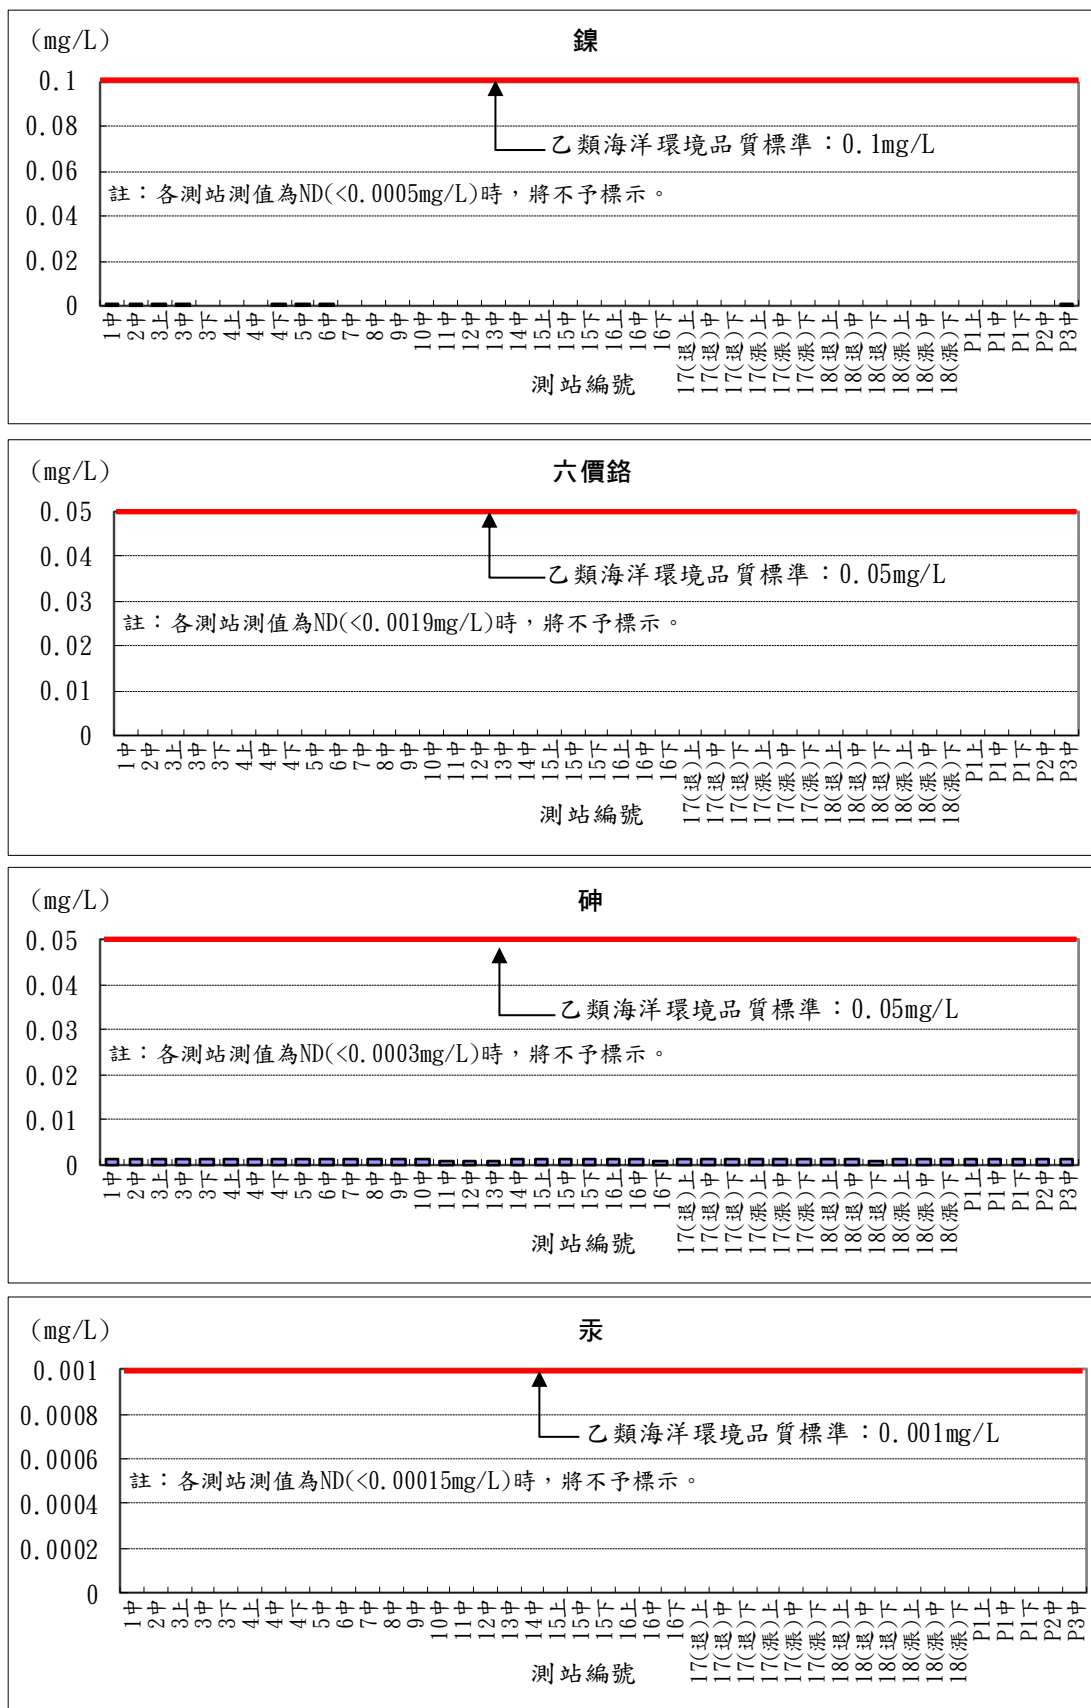 (mg/L)
鎳
0.1
0.08
0.06
0.04
0.02
0
乙類海洋環境品質標準：0.1mg/L
註：各測站測值為ND(<0.0005mg/L)時，將不予標示。
1中 2中 3上 3中 3下 4上 4中 4下 5中 6中 7中 8中 9中 10中 11中 12中 13中 14中 15上 15中 15下 16上 16中 16下 17(退)上 17(退)中 17(退)下 17(漲)上 17(漲)中 17(漲)下 18(退)上 18(退)中 18(退)下 18(漲)上 18(漲)中 18(漲)下 P1上 P1中 P1下 P2中 P3中
測站編號
(mg/L)
六價鉻
0.05
0.04
0.03
0.02
0.01
0
乙類海洋環境品質標準：0.05mg/L
註：各測站測值為ND(<0.0019mg/L)時，將不予標示。
1中 2中 3上 3中 3下 4上 4中 4下 5中 6中 7中 8中 9中 10中 11中 12中 13中 14中 15上 15中 15下 16上 16中 16下 17(退)上 17(退)中 17(退)下 17(漲)上 17(漲)中 17(漲)下 18(退)上 18(退)中 18(退)下 18(漲)上 18(漲)中 18(漲)下 P1上 P1中 P1下 P2中 P3中
測站編號
(mg/L)
砷
0.05
0.04
0.03
0.02
0.01
0
乙類海洋環境品質標準：0.05mg/L
註：各測站測值為ND(<0.0003mg/L)時，將不予標示。
1中 2中 3上 3中 3下 4上 4中 4下 5中 6中 7中 8中 9中 10中 11中 12中 13中 14中 15上 15中 15下 16上 16中 16下 17(退)上 17(退)中 17(退)下 17(漲)上 17(漲)中 17(漲)下 18(退)上 18(退)中 18(退)下 18(漲)上 18(漲)中 18(漲)下 P1上 P1中 P1下 P2中 P3中
測站編號
(mg/L)
汞
0.001
0.0008
0.0006
0.0004
0.0002
0
乙類海洋環境品質標準：0.001mg/L
註：各測站測值為ND(<0.00015mg/L)時，將不予標示。
1中 2中 3上 3中 3下 4上 4中 4下 5中 6中 7中 8中 9中 10中 11中 12中 13中 14中 15上 15中 15下 16上 16中 16下 17(退)上 17(退)中 17(退)下 17(漲)上 17(漲)中 17(漲)下 18(退)上 18(退)中 18(退)下 18(漲)上 18(漲)中 18(漲)下 P1上 P1中 P1下 P2中 P3中
測站編號